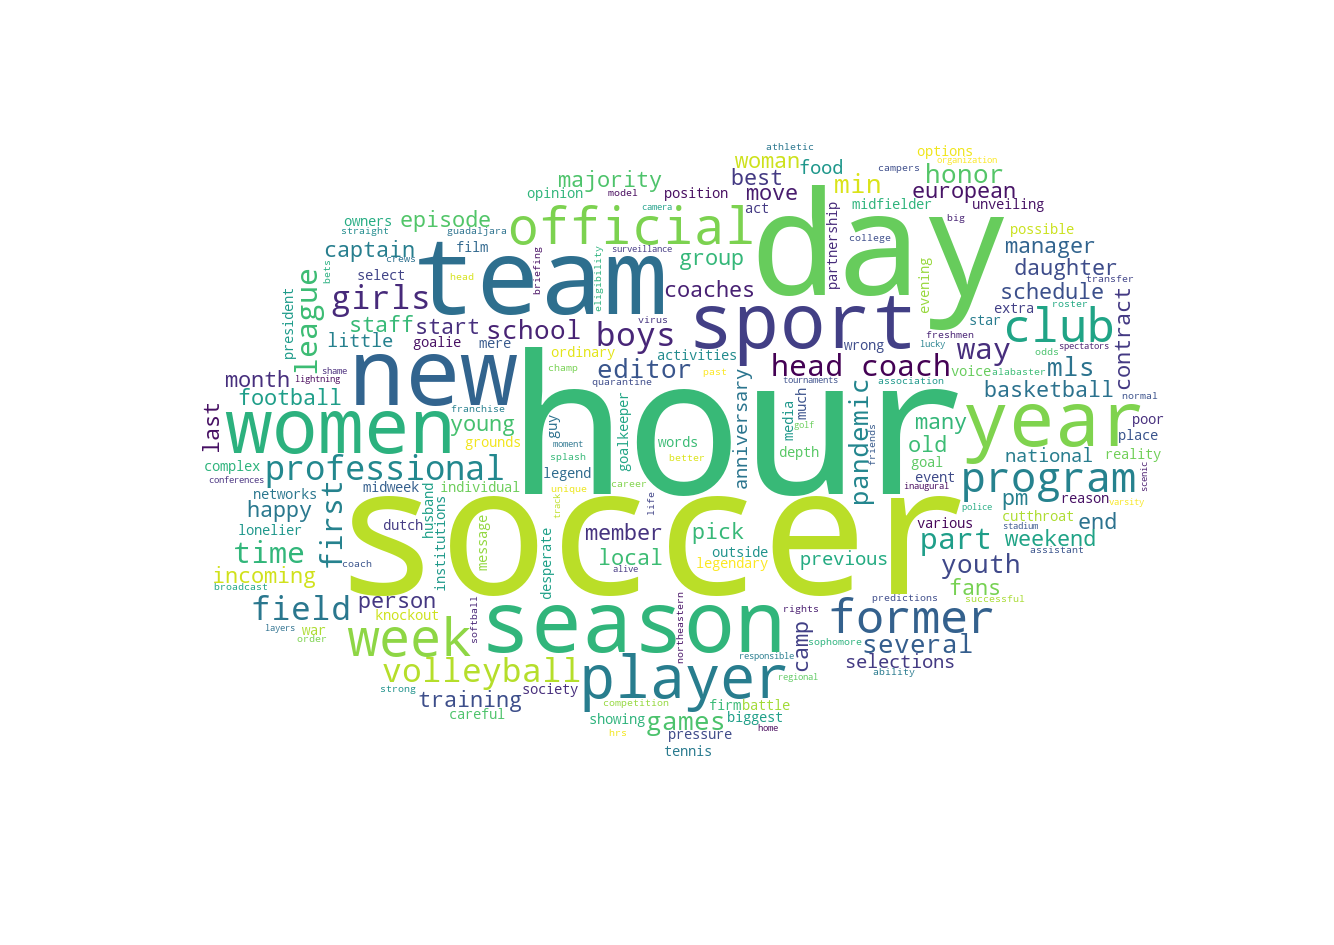 athletic
options
organization
woman
food
campers
majority
best
min
honor
opinion
model
position
move
european
camera
act
midfielder
unveiling
owners
episode
official
day
big
straight
guadaljara
partnership
possible
captain
crews
film
team
surveillance
college
manager
bets
select
head
briefing
eligibility
group
evening
daughter
transfer
league
girls
coaches
sport
schedule
roster
president
staff
start
school
virus
boys
extra
star
club
contract
little
goalie
mere
wrong
freshmen
lucky
odds
spectators
new
ordinary
activities
head coach
way
mls
shame
champ
past
voice
alabaster
month
lightning
editor
quarantine
tournaments
association
basketball
normal
football
hour
last
women
franchise
young
guy
goalkeeper
anniversary
media
much
golf
pandemic
friends
many
year
poor
grounds
moment
words
old
place
complex
professional
splash
better
depth
goal
national
reality
scenic
conferences
legend
event
program
networks
midweek
individual
unique
career
inaugural
pm
reason
varsity
happy
first
dutch
husband
track
life
police
cutthroat
lonelier
soccer
member
pick
various
stadium
end
time
institutions
message
desperate
local
outside
part
weekend
assistant
coach
legendary
previous
incoming
alive
youth
broadcast
fans
field
person
season
rights
predictions
successful
layers
war
knockout
softball
northeastern
camp
former
order
week
sophomore
several
volleyball
player
responsible
selections
strong
society
regional
ability
training
competition
firm
battle
careful
showing
games
biggest
hrs
pressure
home
tennis